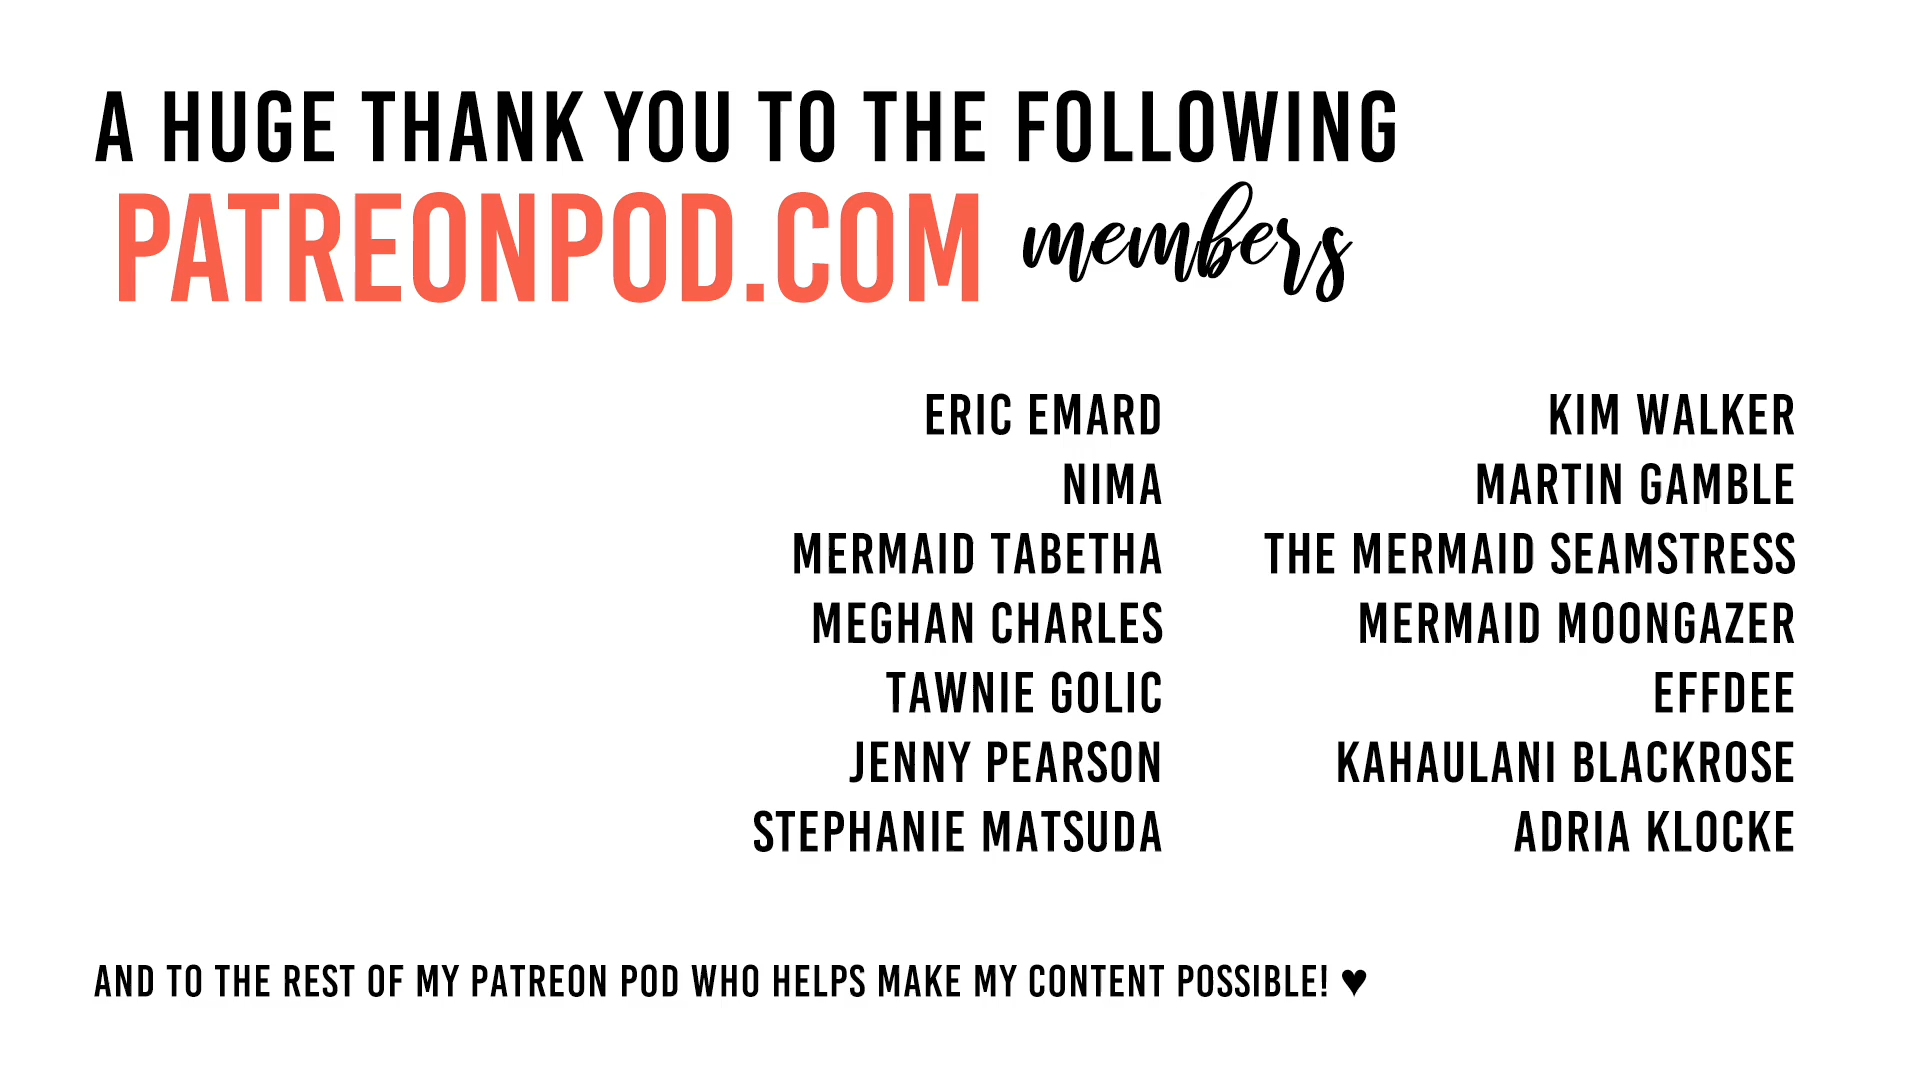 A HUGE THANK YOU TO THE FOLLOWING
PATREONPOD.COM members
ERIC EMARD
NIMA
MERMAID TABETHA
MEGHAN CHARLES
TAWNIE GOLIC
JENNY PEARSON
STEPHANIE MATSUDA
KIM WALKER
MARTIN GAMBLE
THE MERMAID SEAMSTRESS
MERMAID MOONGAZER
EFFDEE
KAHAULANI BLACKROSE
ADRIA KLOCKE
AND TO THE REST OF MY PATREON POD WHO HELPS MAKE MY CONTENT POSSIBLE! ♥